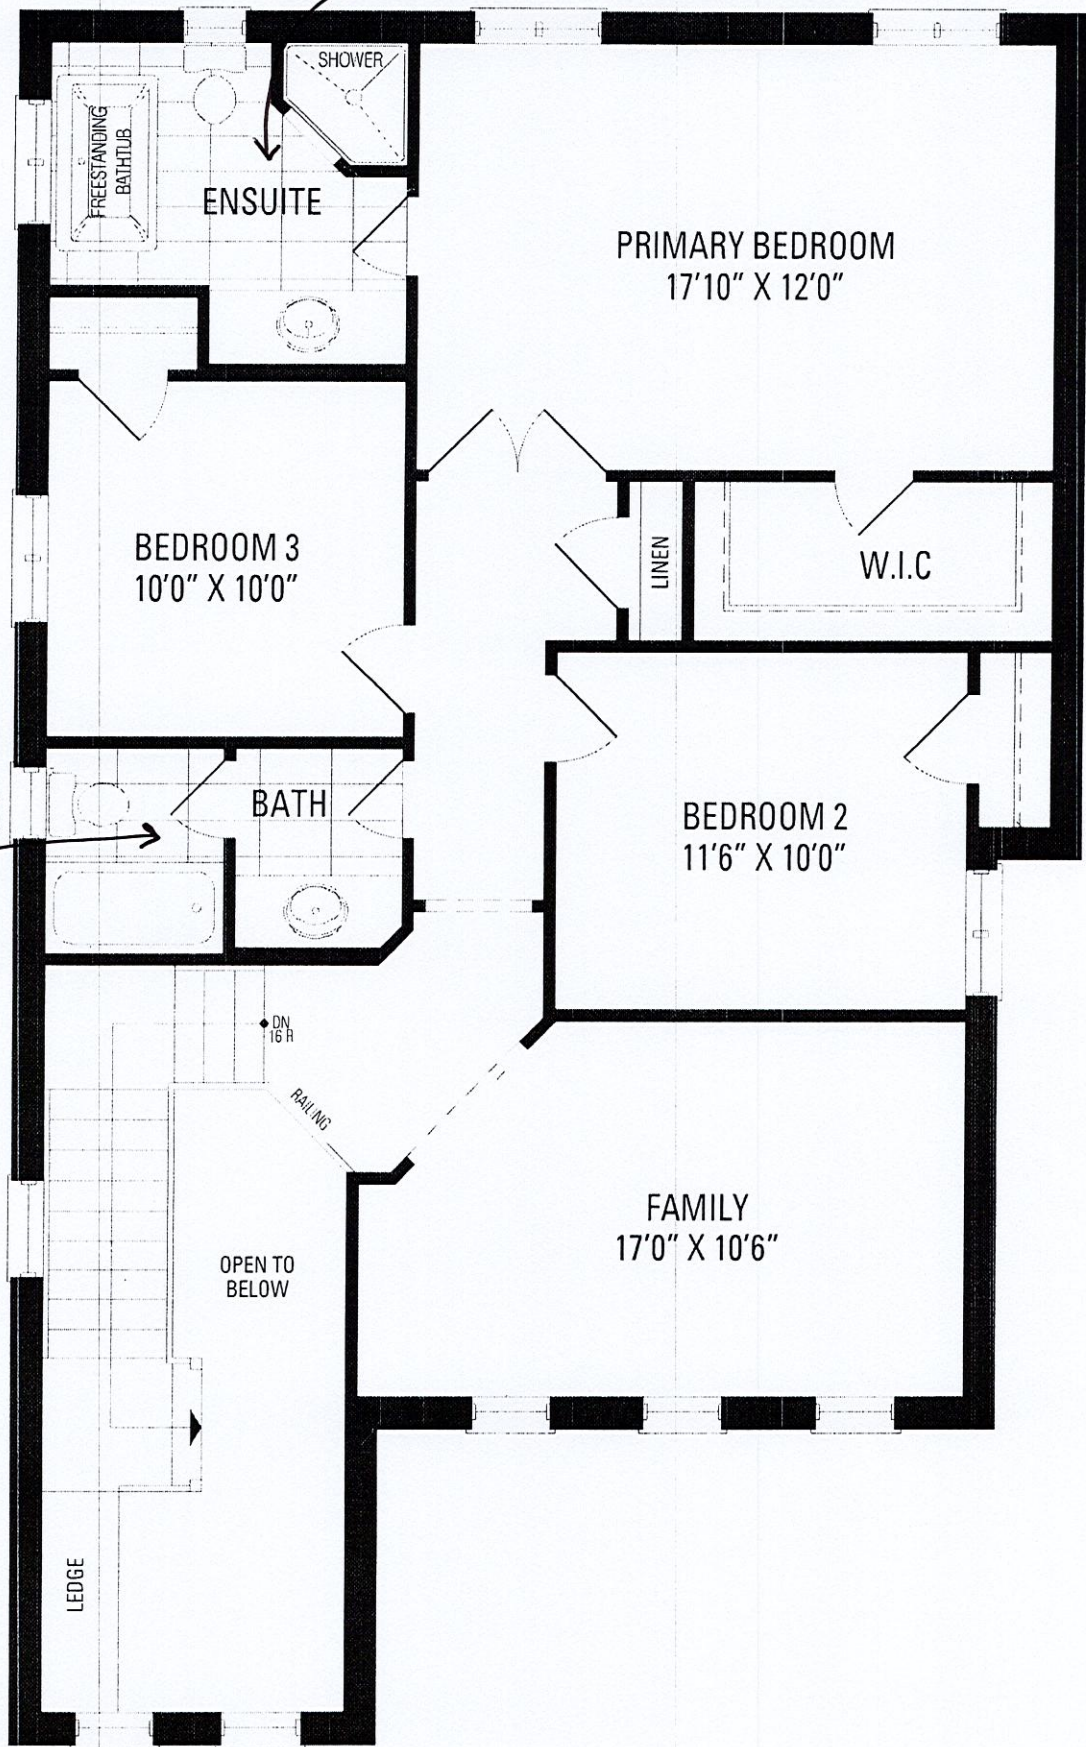 SHOWER
FREESTANDING
BATHTUB
ENSUITE
PRIMARY BEDROOM
17'10" X 12'0"
BEDROOM 3
10'0" X 10'0"
LINEN
W.I.C
BATH
BEDROOM 2
11'6" X 10'0"
DN
16 R
RAILING
FAMILY
17'0" X 10'6"
OPEN TO
BELOW
LEDGE